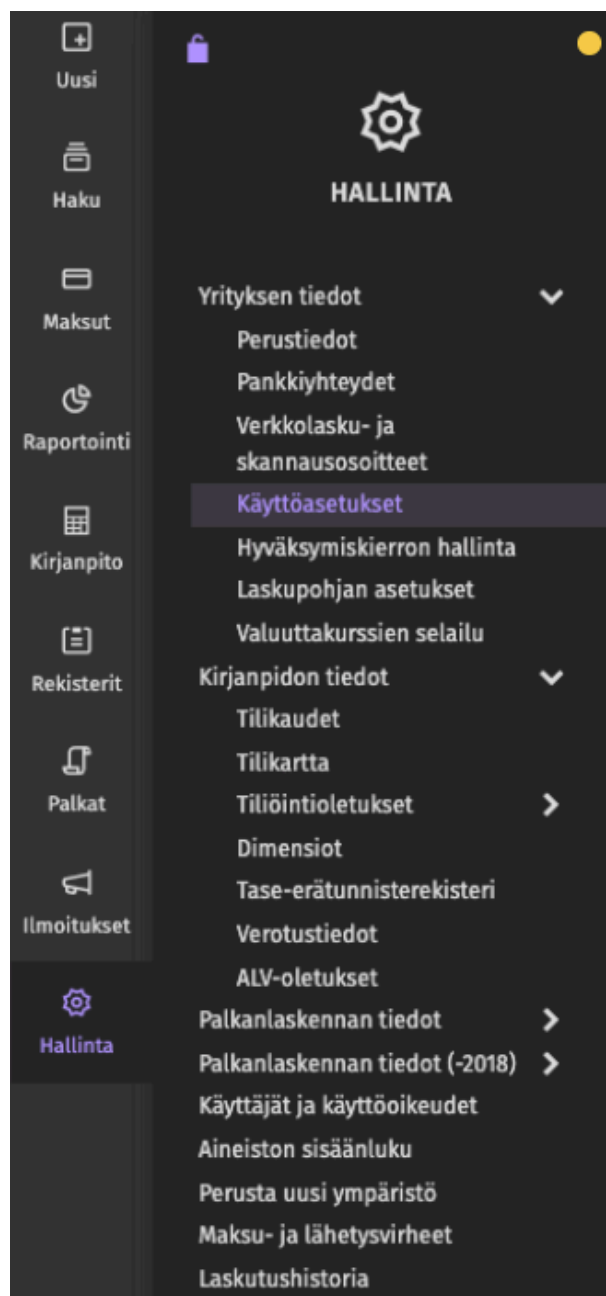 Uusi
Haku
Maksut
Raportointi
Kirjanpito
Rekisterit
Palkat
Ilmoitukset
Hallinta
HALLINTA
Yrityksen tiedot
Perustiedot
Pankkiyhteydet
Verkkolasku- ja
skannausosoitteet
Käyttöasetukset
Hyväksymiskierron hallinta
Laskupohjan asetukset
Valuuttakurssien selailu
Kirjanpidon tiedot
Tilikaudet
Tilikartta
Tiliöintioletukset
Dimensiot
Tase-erätunnisterekisteri
Verotustiedot
ALV-oletukset
Palkanlaskennan tiedot
Palkanlaskennan tiedot (-2018)
Käyttäjät ja käyttöoikeudet
Aineiston sisäänluku
Perusta uusi ympäristö
Maksu- ja lähetysvirheet
Laskutushistoria